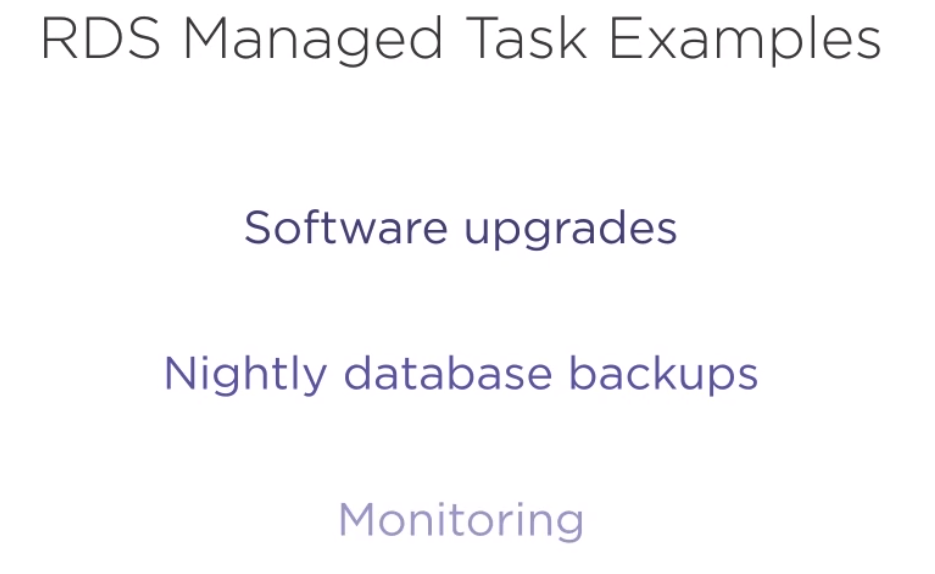 RDS Managed Task Examples
Software upgrades
Nightly database backups
Monitoring